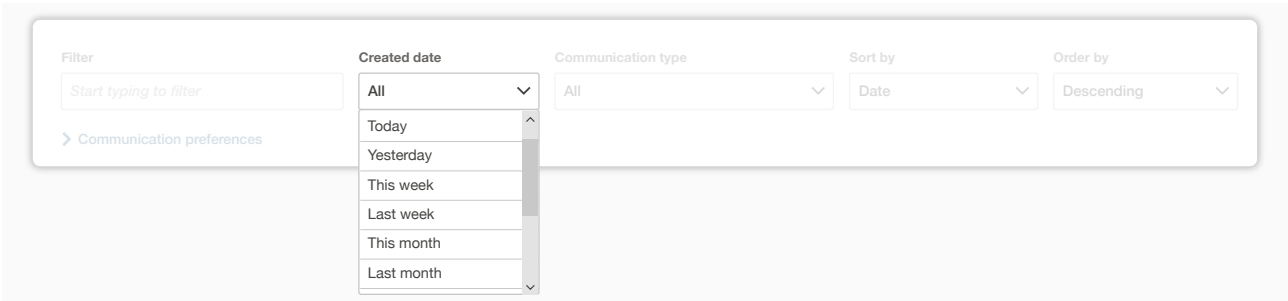 Filter
Created date
Communication type
Sort by
Order by
Start typing to filter
All
All
Date
Descending
Communication preferences
Today
Yesterday
This week
Last week
This month
Last month